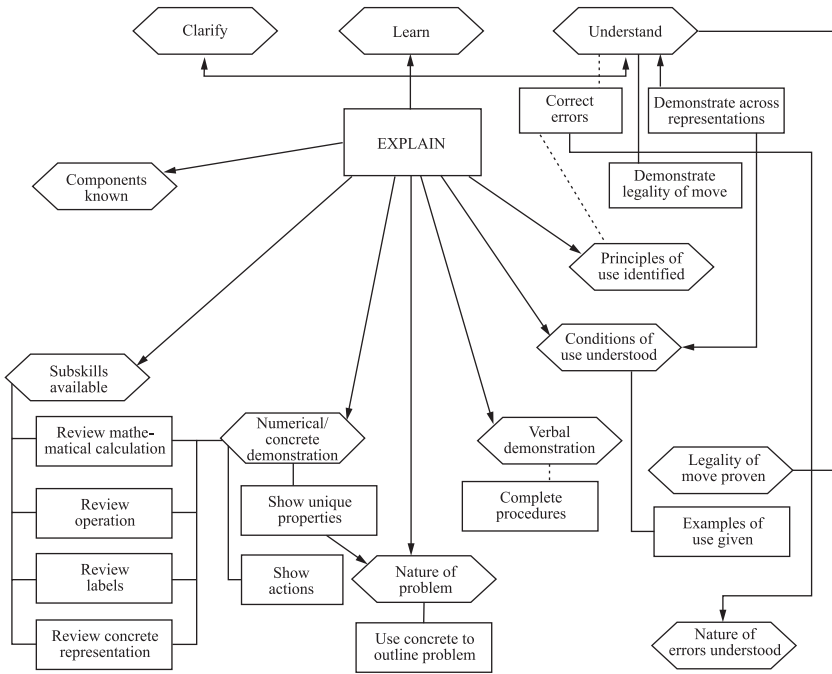 Clarify
Learn
Understand
Correct
errors
Demonstrate across
representations
EXPLAIN
Components
known
Demonstrate
legality of move
Principles of
use identified
Conditions of
use understood
Subskills
available
Review mathe-
matical calculation
Numerical/
concrete
demonstration
Verbal
demonstration
Legality of
move proven
Review
operation
Show unique
properties
Complete
procedures
Examples of
use given
Review
labels
Show
actions
Nature of
problem
Review concrete
representation
Use concrete to
outline problem
Nature of
errors understood